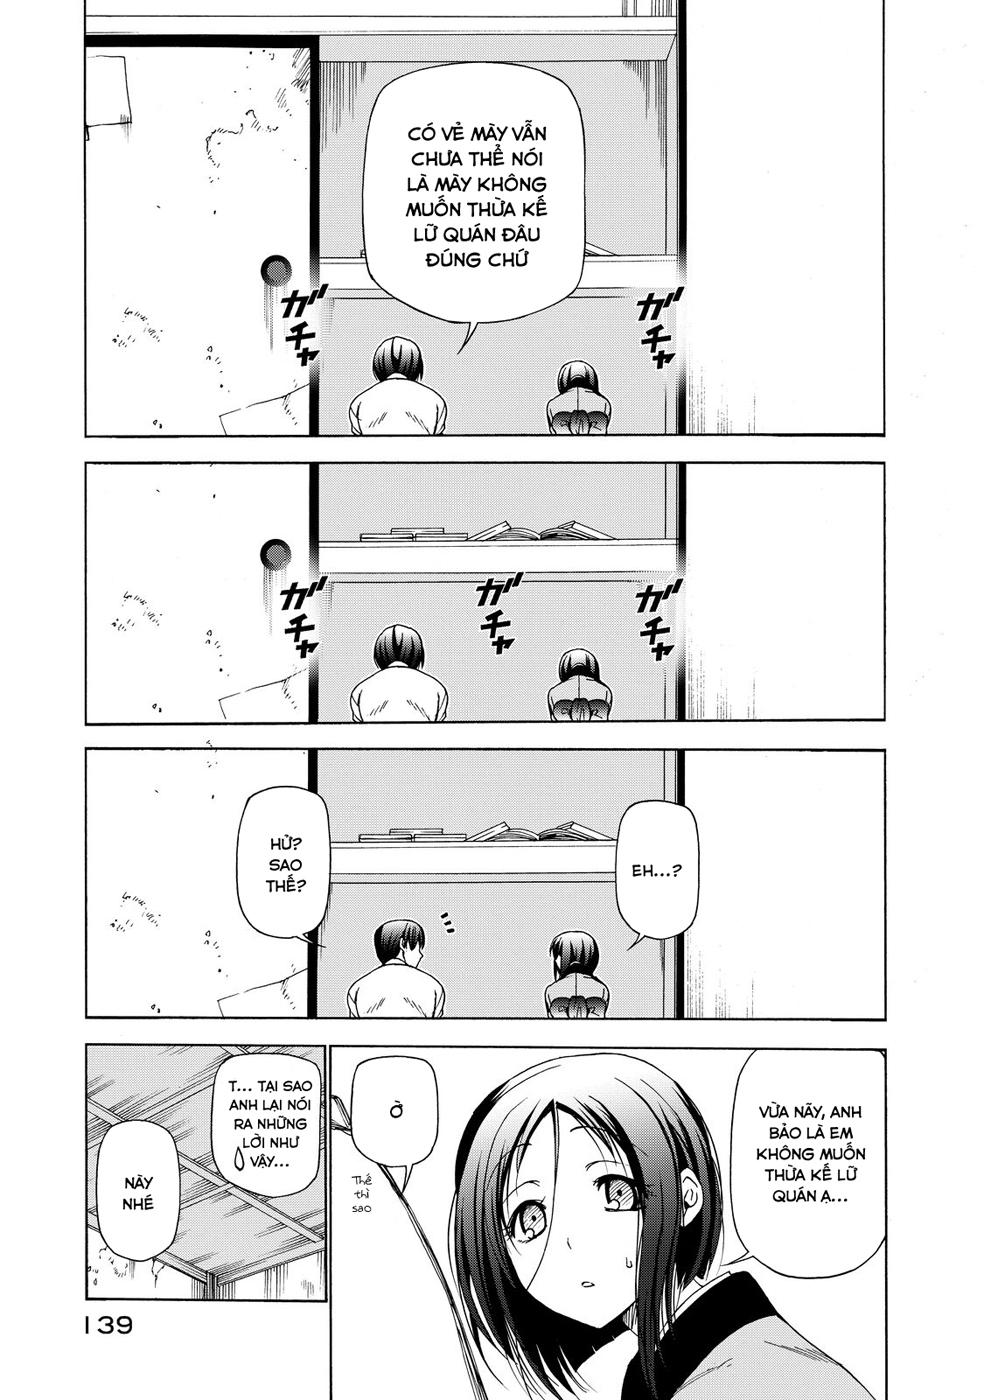 CÓ VẺ MÀY VẪN
CHƯA THỂ NÓI
LÀ MÀY KHÔNG
MUỐN THỪA KẾ
LỮ QUÁN ĐÂU
ĐÚNG CHỨ
ガチャ
ガチャ
ガチャ
ガチャ
ガチャ
EH...?
HỬ?
SAO
THẾ?
VỪA NÃY, ANH
BẢO LÀ EM
KHÔNG MUỐN
THỪA KẾ LỮ
QUÁN Ạ...
Ờ
Thế
thì
sao
T... TẠI SAO
ANH LẠI NÓI
RA NHỮNG
LỜI NHƯ
VẬY...
NÀY
NHÉ
139